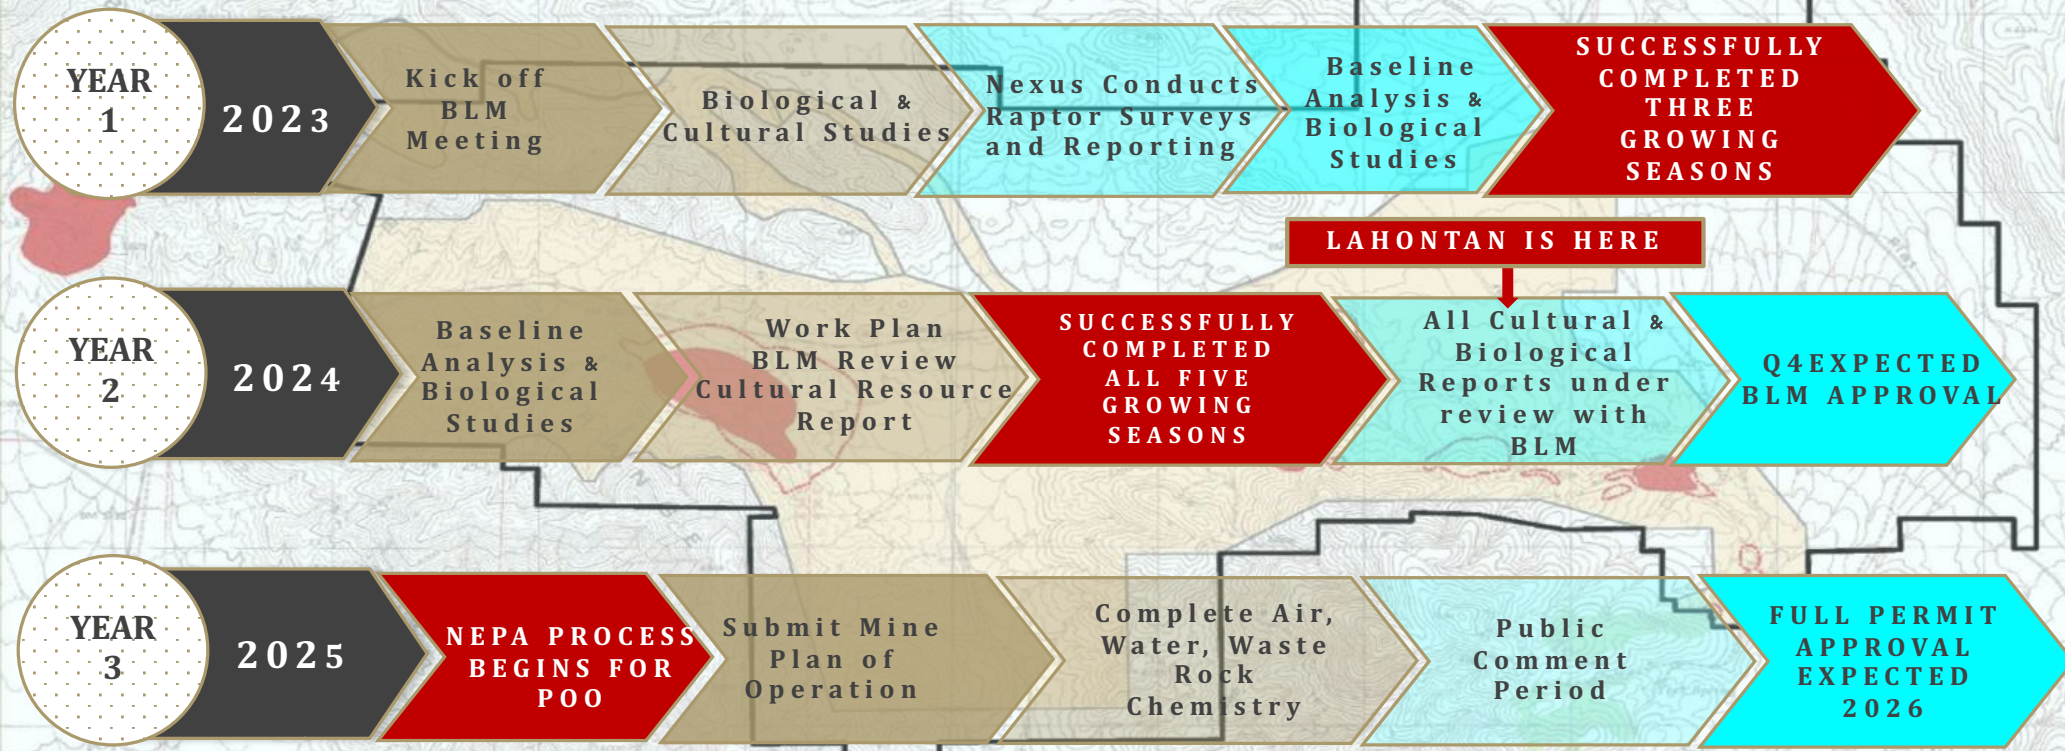 YEAR
1
2023
Kick off
BLM
Meeting
Biological &
Cultural Studies
Nexus Conducts
Raptor Surveys
and Reporting
Baseline
Analysis &
Biological
Studies
SUCCESSFULLY
COMPLETED
THREE
GROWING
SEASONS
LAHONTAN IS HERE
YEAR
2
2024
Baseline
Analysis &
Biological
Studies
Work Plan
BLM Review
Cultural Resource
Report
SUCCESSFULLY
COMPLETED
ALL FIVE
GROWING
SEASONS
All Cultural &
Biological
Reports under
review with
BLM
Q4EXPECTED
BLM APPROVAL
YEAR
3
2025
NEPA PROCESS
BEGINS FOR
POO
Submit Mine
Plan of
Operation
Complete Air,
Water, Waste
Rock
Chemistry
Public
Comment
Period
FULL PERMIT
APPROVAL
EXPECTED
2026